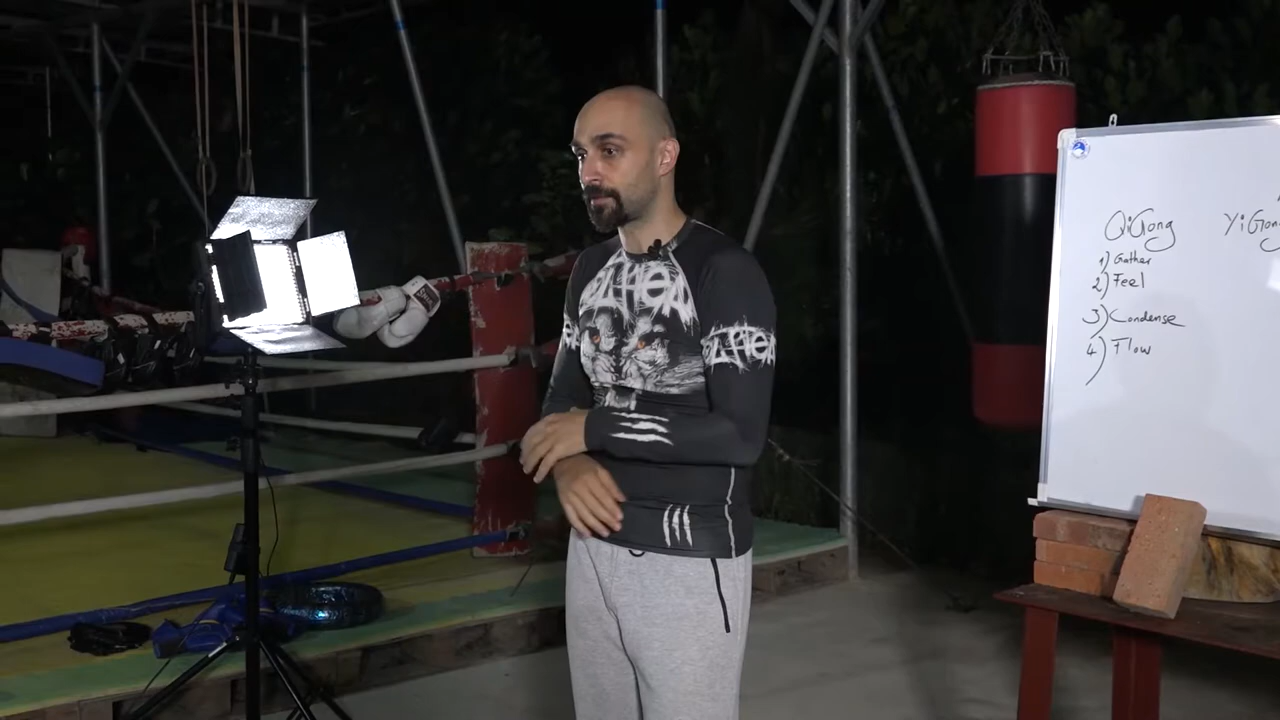 QiGong
1) Gather
2) Feel
3) Condense
4) Flow
YiGong